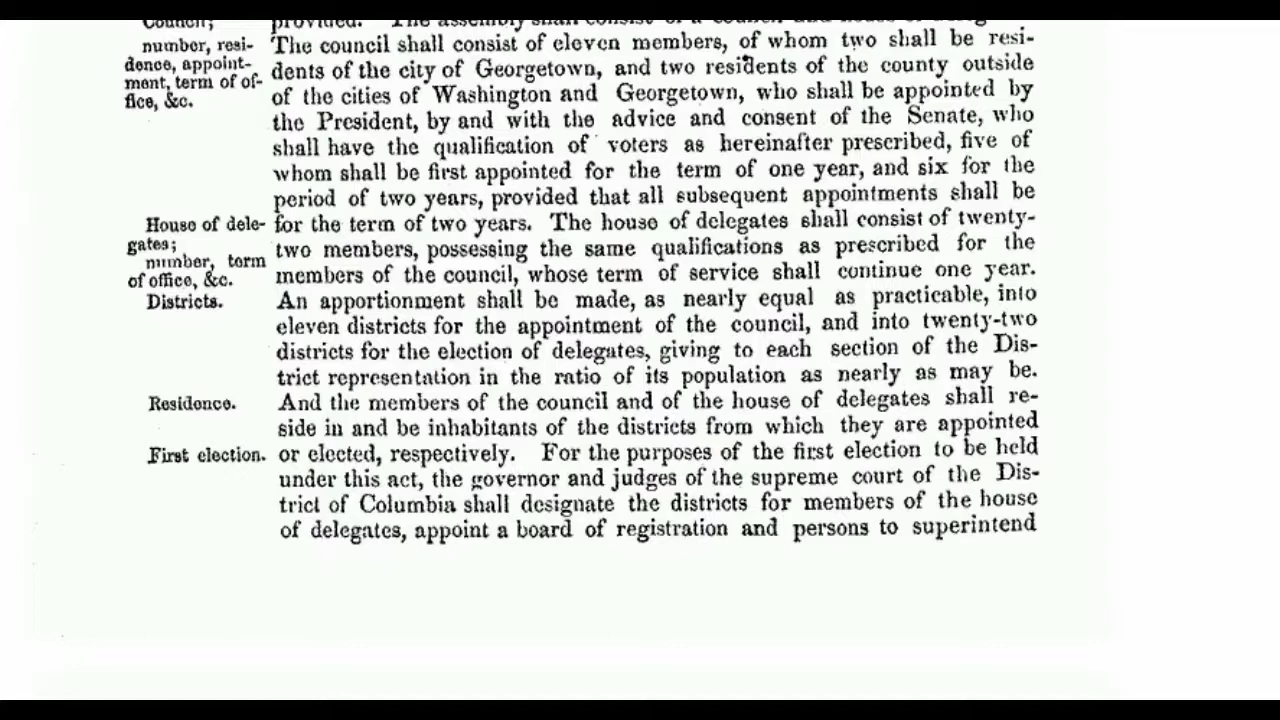 Council;
provided. The assembly shall consist of a council and house of deleg
number, resi-
dence, appoint-
ment, term of of-
fice, &c.
The council shall consist of eleven members, of whom two shall be resi-
dents of the city of Georgetown, and two residents of the county outside
of the cities of Washington and Georgetown, who shall be appointed by
the President, by and with the advice and consent of the Senate, who
shall have the qualification of voters as hereinafter prescribed, five of
whom shall be first appointed for the term of one year, and six for the
period of two years, provided that all subsequent appointments shall be
House of dele-
gates;
number, term
of office, &c.
for the term of two years. The house of delegates shall consist of twenty-
two members, possessing the same qualifications as prescribed for the
members of the council, whose term of service shall continue one year.
Districts.
An apportionment shall be made, as nearly equal as practicable, into
eleven districts for the appointment of the council, and into twenty-two
districts for the election of delegates, giving to each section of the Dis-
trict representation in the ratio of its population as nearly as may be.
Residence.
And the members of the council and of the house of delegates shall re-
side in and be inhabitants of the districts from which they are appointed
First election.
or elected, respectively. For the purposes of the first election to be held
under this act, the governor and judges of the supreme court of the Dis-
trict of Columbia shall designate the districts for members of the house
of delegates, appoint a board of registration and persons to superintend